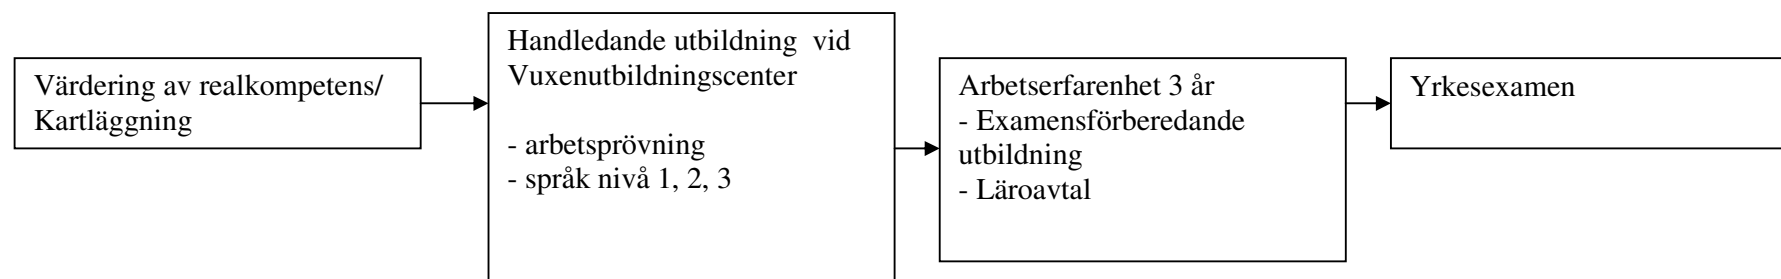 Värdering av realkompetens/
Kartläggning
Handledande utbildning  vid
Vuxenutbildningscenter
- arbetsprövning
- språk nivå 1, 2, 3
Arbetserfarenhet 3 år
- Examensförberedande
utbildning
- Läroavtal
Yrkesexamen